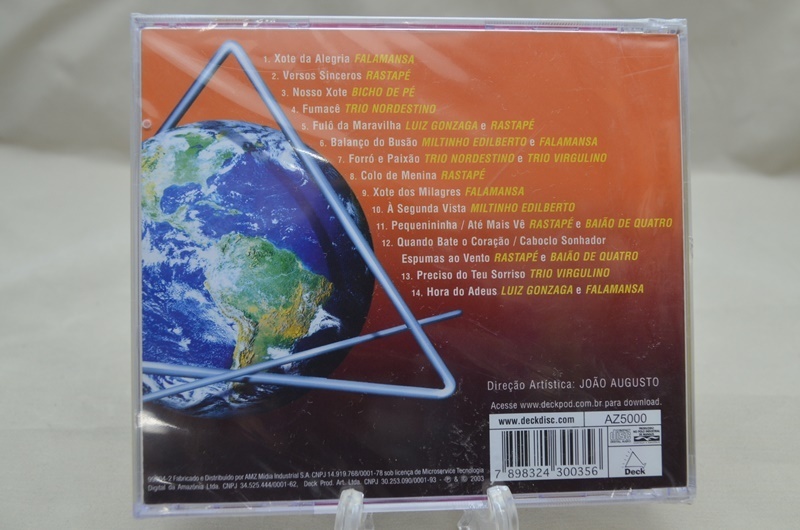 1. Xote da Alegria FALAMANSA
2. Versos Sinceros RASTAPÉ
3. Nosso Xote BICHO DE PÉ
4. Fumacê TRIO NORDESTINO
5. Fulô da Maravilha LUIZ GONZAGA e RASTAPÉ
6. Balanço do Busão MILTINHO EDILBERTO e FALAMANSA
7. Forró e Paixão TRIO NORDESTINO e TRIO VIRGULINO
8. Colo de Menina RASTAPÉ
9. Xote dos Milagres FALAMANSA
10. À Segunda Vista MILTINHO EDILBERTO
11. Pequenininha / Até Mais Vê RASTAPÉ e BAIÃO DE QUATRO
12. Quando Bate o Coração / Caboclo Sonhador
Espumas ao Vento RASTAPÉ e BAIÃO DE QUATRO
13. Preciso do Teu Sorriso TRIO VIRGULINO
14. Hora do Adeus LUIZ GONZAGA e FALAMANSA
Direção Artística: JOÃO AUGUSTO
Acesse www.deckpod.com.br para download.
www.deckdisc.com AZ5000
7 898324 300356
Deck
Fabricado e Distribuído por AMZ Mídia Industrial S.A. CNPJ 14.919.768/0001-78 sob licença de Microservice Tecnologia
Digital da Amazônia Ltda. CNPJ 34.525.444/0001-62, Deck Prod. Art. Ltda. CNPJ 30.253.090/0001-93 - ℗ © 2003